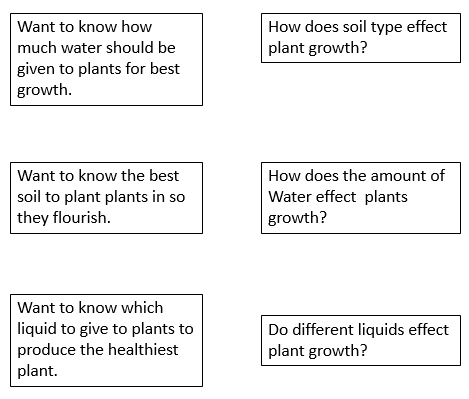 Want to know how
much water should be
given to plants for best
growth.
How does soil type effect
plant growth?
Want to know the best
soil to plant plants in so
they flourish.
How does the amount of
Water effect  plants
growth?
Want to know which
liquid to give to plants to
produce the healthiest
plant.
Do different liquids effect
plant growth?